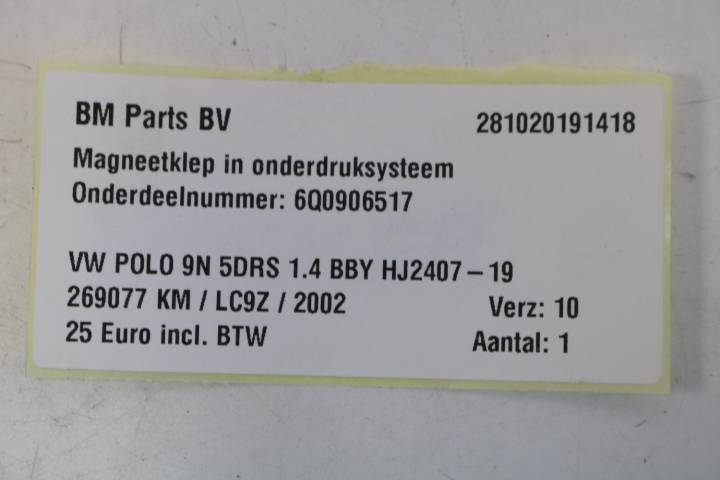 BM Parts BV 281020191418
Magneetklep in onderdruksysteem
Onderdeelnummer: 6Q0906517
VW POLO 9N 5DRS 1.4 BBY HJ2407-19
269077 KM / LC9Z / 2002 Verz: 10
25 Euro incl. BTW Aantal: 1